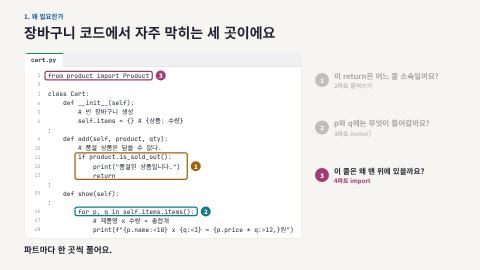 1. 왜 필요한가
장바구니 코드에서 자주 막히는 세 곳이에요
cart.py
1 from product import Product 3
2
3 class Cart:
4 def __init__(self):
5 # 빈 장바구니 생성
6 self.items = {} # {상품: 수량}
:
9 def add(self, product, qty):
10 # 품절 상품은 담을 수 없다.
11 if product.is_sold_out():
12 print("품절된 상품입니다.") 1
13 return
:
def show(self):
:
66 for p, q in self.items.items(): 2
67 # 제품명 x 수량 = 총합계
68 print(f"{p.name:<10} x {q:<3} = {p.price * q:>12,}원")
1 이 return은 어느 줄 소속일까요?
2파트 들여쓰기
2 p와 q에는 무엇이 들어갈까요?
3파트 items()
3 이 줄은 왜 맨 위에 있을까요?
4파트 import
파트마다 한 곳씩 풀어요.